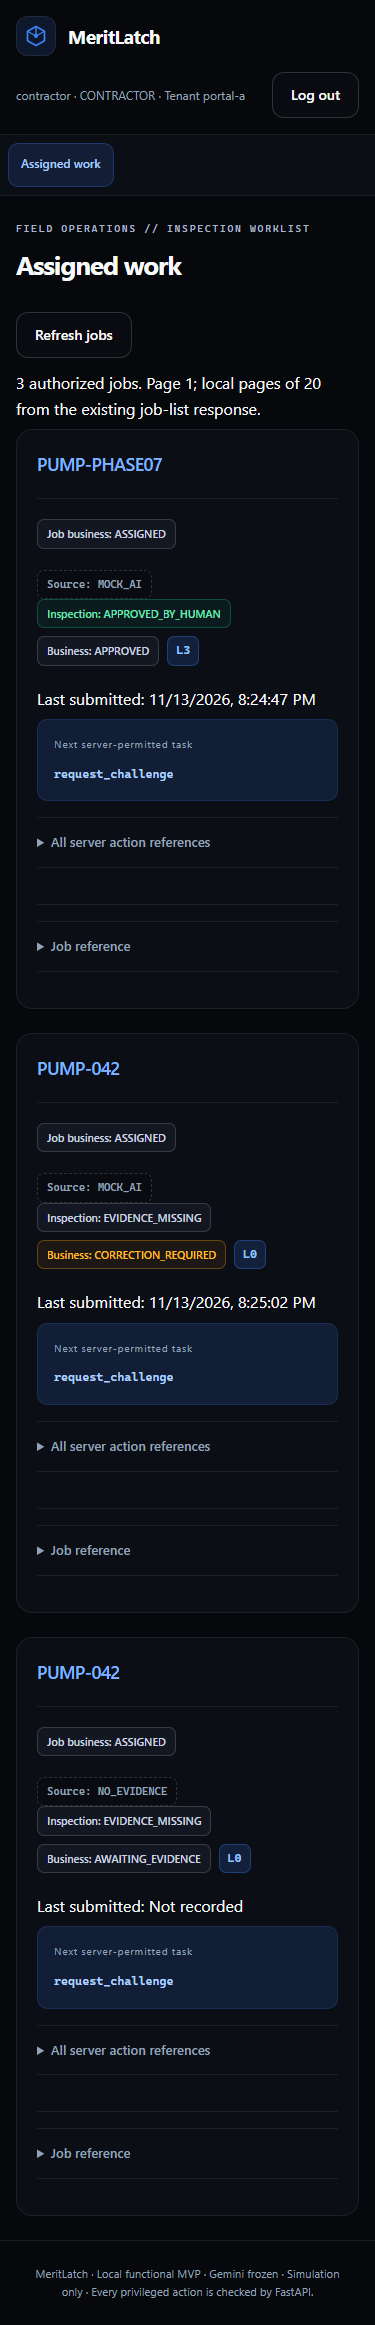 MeritLatch
contractor · CONTRACTOR · Tenant portal-a
Log out
Assigned work
FIELD OPERATIONS // INSPECTION WORKLIST
Assigned work
Refresh jobs
3 authorized jobs. Page 1; local pages of 20
from the existing job-list response.
PUMP-PHASE07
Job business: ASSIGNED
Source: MOCK_AI
Inspection: APPROVED_BY_HUMAN
Business: APPROVED L3
Last submitted: 11/13/2026, 8:24:47 PM
Next server-permitted task
request_challenge
All server action references
Job reference
PUMP-042
Job business: ASSIGNED
Source: MOCK_AI
Inspection: EVIDENCE_MISSING
Business: CORRECTION_REQUIRED L0
Last submitted: 11/13/2026, 8:25:02 PM
Next server-permitted task
request_challenge
All server action references
Job reference
PUMP-042
Job business: ASSIGNED
Source: NO_EVIDENCE
Inspection: EVIDENCE_MISSING
Business: AWAITING_EVIDENCE L0
Last submitted: Not recorded
Next server-permitted task
request_challenge
All server action references
Job reference
MeritLatch · Local functional MVP · Gemini frozen · Simulation
only · Every privileged action is checked by FastAPI.